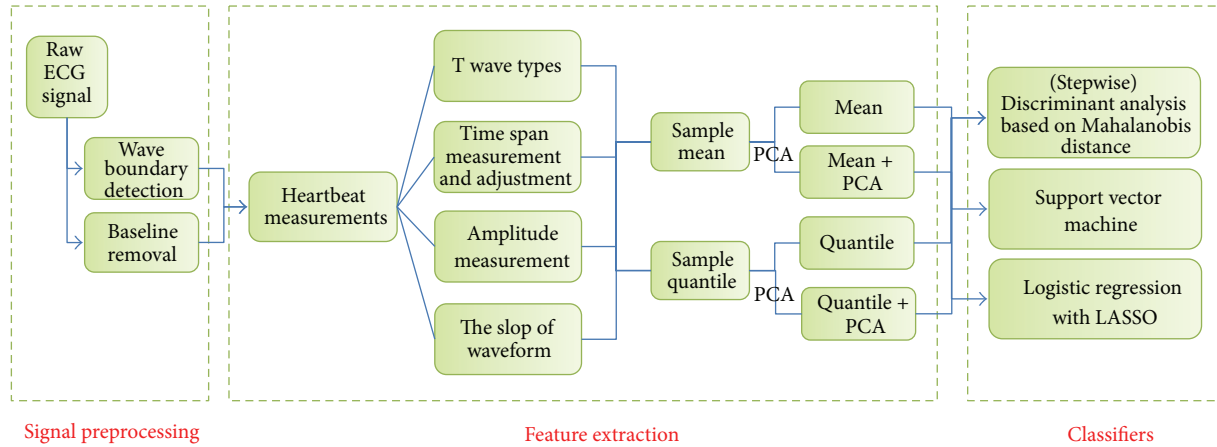 Raw
ECG
signal
Wave
boundary
detection
Baseline
removal
Heartbeat
measurements
T wave types
Time span
measurement
and adjustment
Amplitude
measurement
The slop of
waveform
Sample
mean
Sample
quantile
PCA
PCA
Mean
Mean +
PCA
Quantile
Quantile +
PCA
(Stepwise)
Discriminant analysis
based on Mahalanobis
distance
Support vector
machine
Logistic regression
with LASSO
Signal preprocessing
Feature extraction
Classifiers